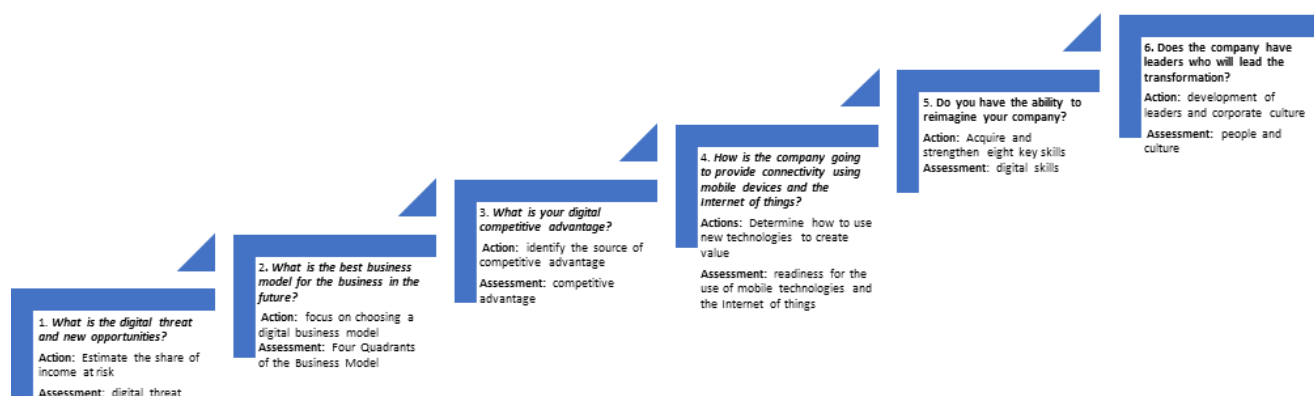 1. What is the digital threat
and new opportunities?
Action: Estimate the share of
income at risk
Assessment: digital threat
2. What is the best business
model for the business in the
future?
Action: focus on choosing a
digital business model
Assessment: Four Quadrants
of the Business Model
3. What is your digital
competitive advantage?
Action: identify the source of
competitive advantage
Assessment: competitive
advantage
4. How is the company going
to provide connectivity using
mobile devices and the
Internet of things?
Actions: Determine how to use
new technologies to create
value
Assessment: readiness for the
use of mobile technologies and
the Internet of things
5. Do you have the ability to
reimagine your company?
Action: Acquire and
strengthen eight key skills
Assessment: digital skills
6. Does the company have
leaders who will lead the
transformation?
Action: development of
leaders and corporate culture
Assessment: people and
culture